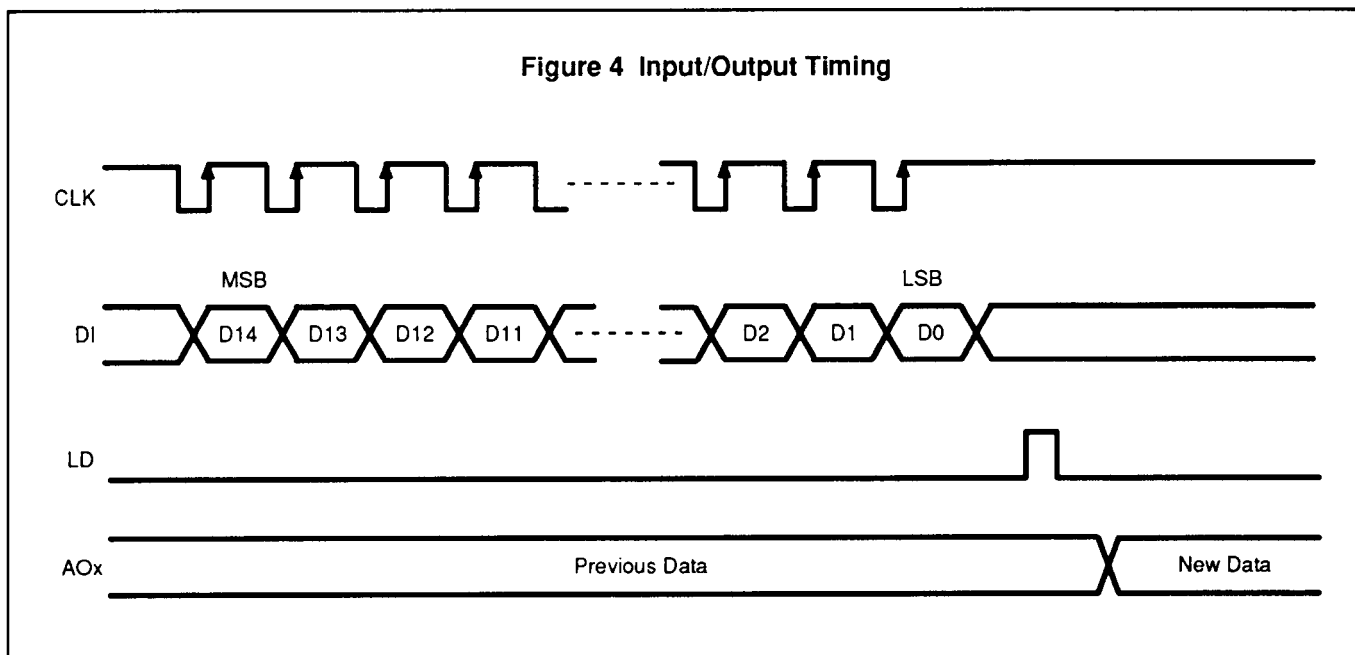 Figure 4 Input/Output Timing
CLK
MSB
LSB
DI
D14
D13
D12
D11
D2
D1
D0
LD
AOx
Previous Data
New Data